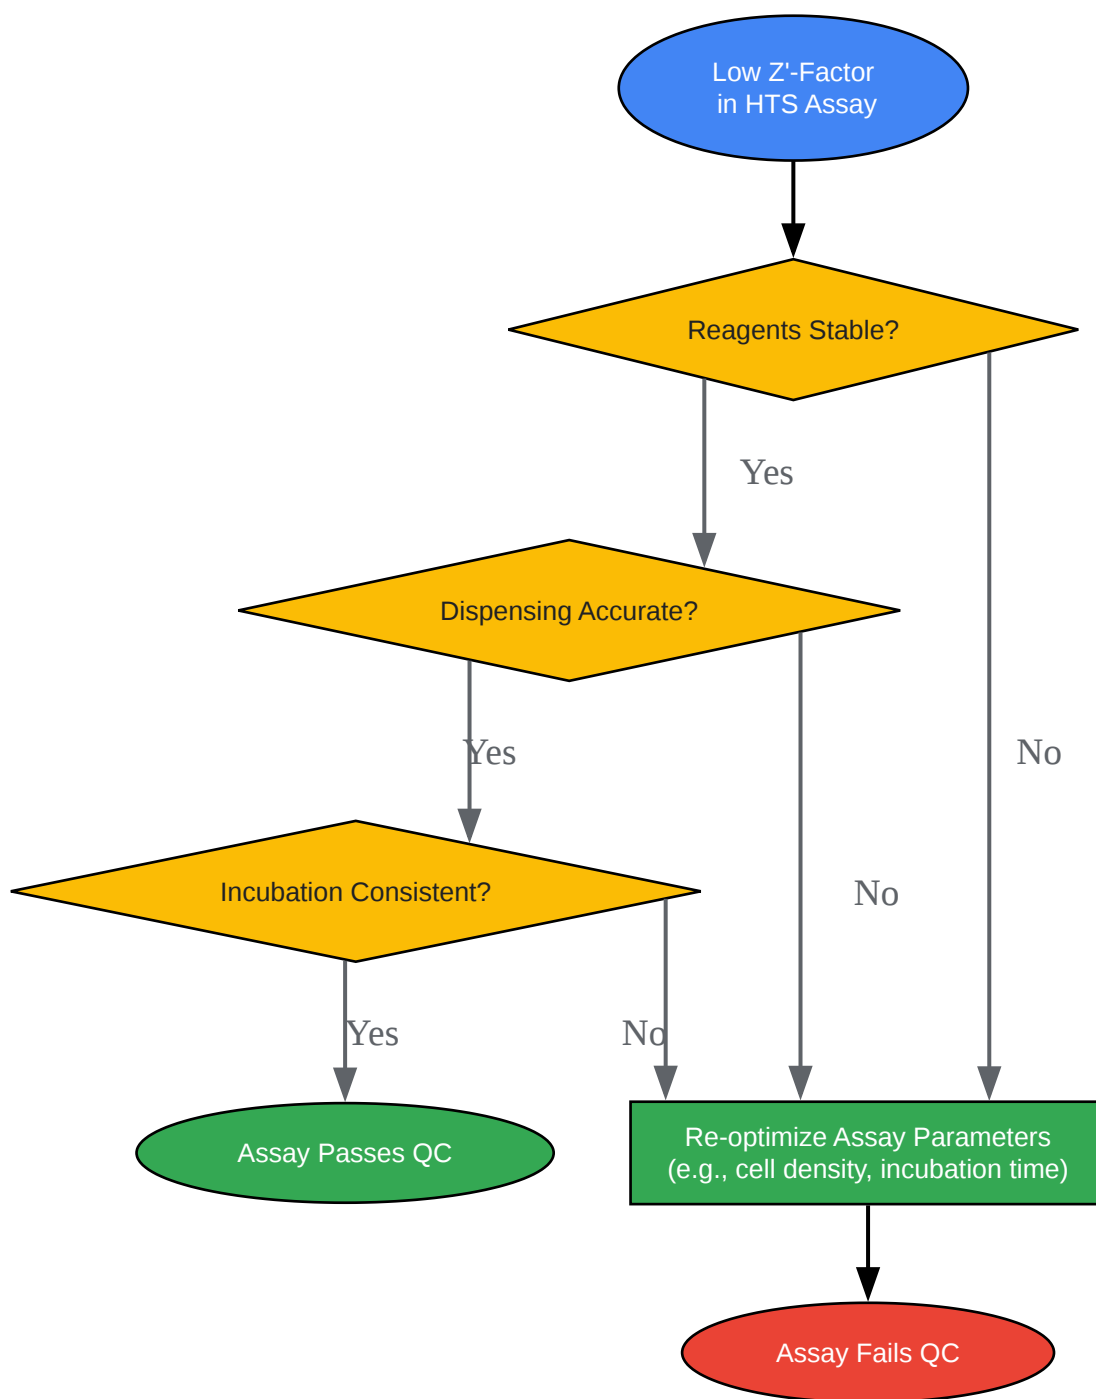 Low Z'-Factor
in HTS Assay
Reagents Stable?
Yes
Dispensing Accurate?
Yes
No
No
Incubation Consistent?
Yes
No
Assay Passes QC
Re-optimize Assay Parameters
(e.g., cell density, incubation time)
Assay Fails QC